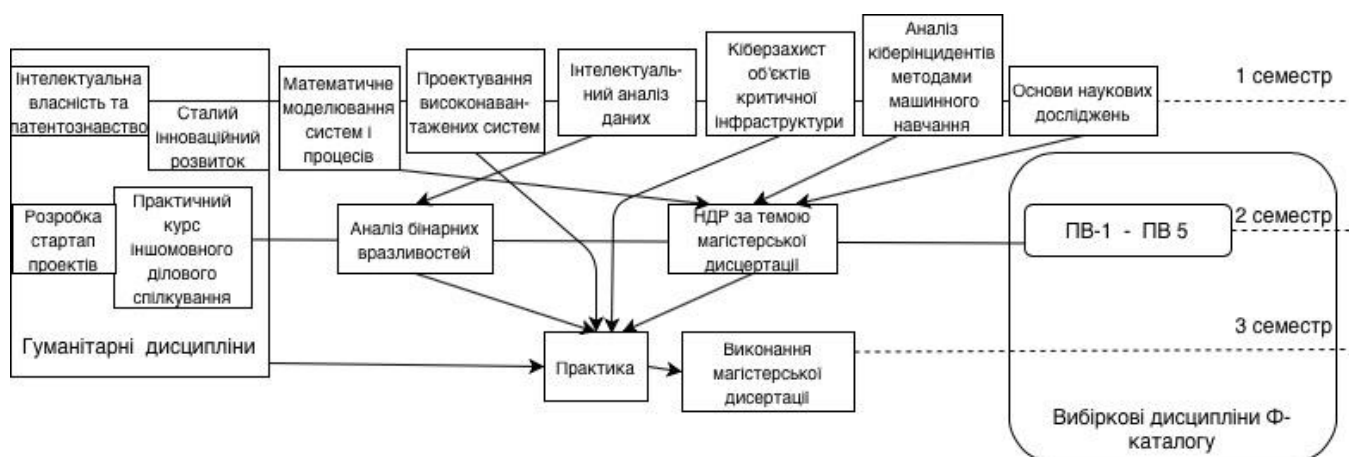 Інтелектуальна
власність та
патентознавство
Сталий
інноваційний
розвиток
Математичне
моделювання
систем і
процесів
Проектування
високонаван-
тажених систем
Інтелектуаль-
ний аналіз
даних
Кіберзахист
об'єктів
критичної
інфраструктури
Аналіз
кіберінцидентів
методами
машинного
навчання
Основи наукових
досліджень
1 семестр
Розробка
стартап
проектів
Практичний
курс
іншомовного
ділового
спілкування
Аналіз бінарних
вразливостей
НДР за темою
магістерської
дисцертації
ПВ-1 - ПВ 5
2 семестр
Гуманітарні дисципліни
Практика
Виконання
магістерської
дисертації
3 семестр
Вибіркові дисципліни Ф-
каталогу